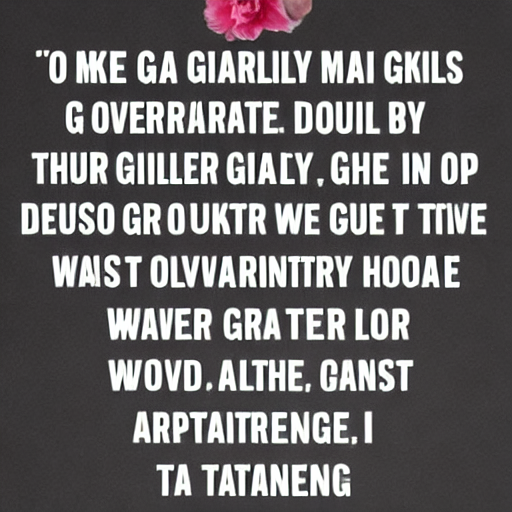 "O MKE GA GIARLILY MAI GKILS
G OVERRARATE. DOUIL BY
THUR GIILLER GIALY, GHE IN OP
DEUSO GR OUKTR WE GUE T TIVE
WAIST OLVVARINTTRY HOOAE
WAVER GRATER LOR
WOVD. ALTHE, GANST
ARPTAITRENGE. I
TA TATANENG